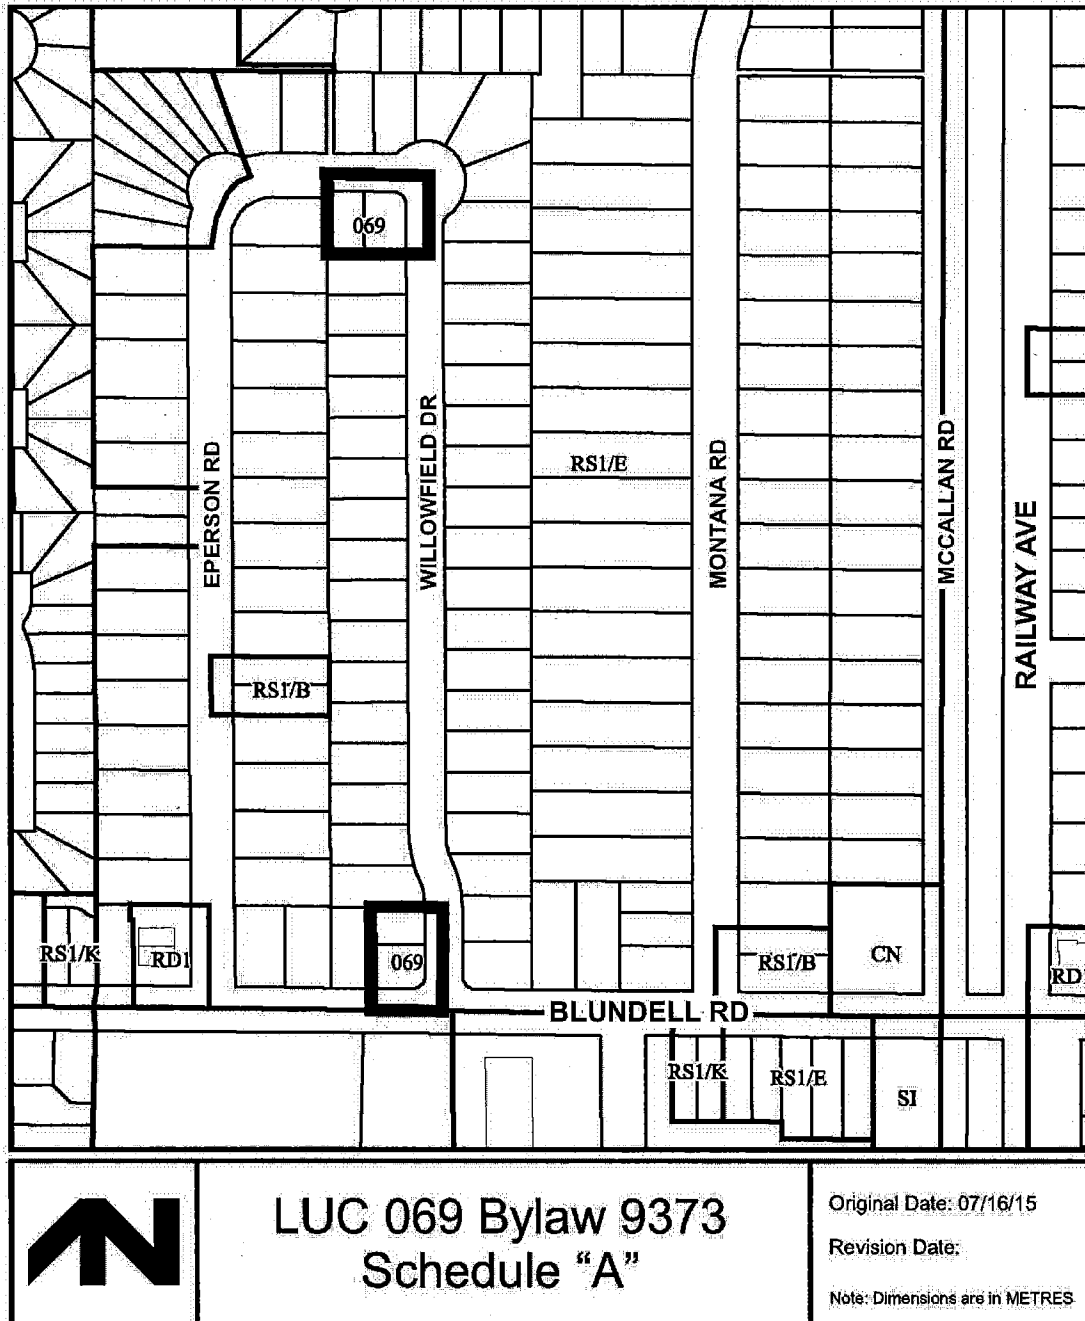 069
EPERSON RD
WILLOWFIELD DR
RS1/E
MONTANA RD
MCCALLAN RD
RAILWAY AVE
RS1/B
RS1/K
RD1
069
RS1/B
CN
RD
BLUNDELL RD
RS1/K
RS1/E
SI
LUC 069 Bylaw 9373
Schedule “A”
Original Date: 07/16/15
Revision Date:
Note: Dimensions are in METRES